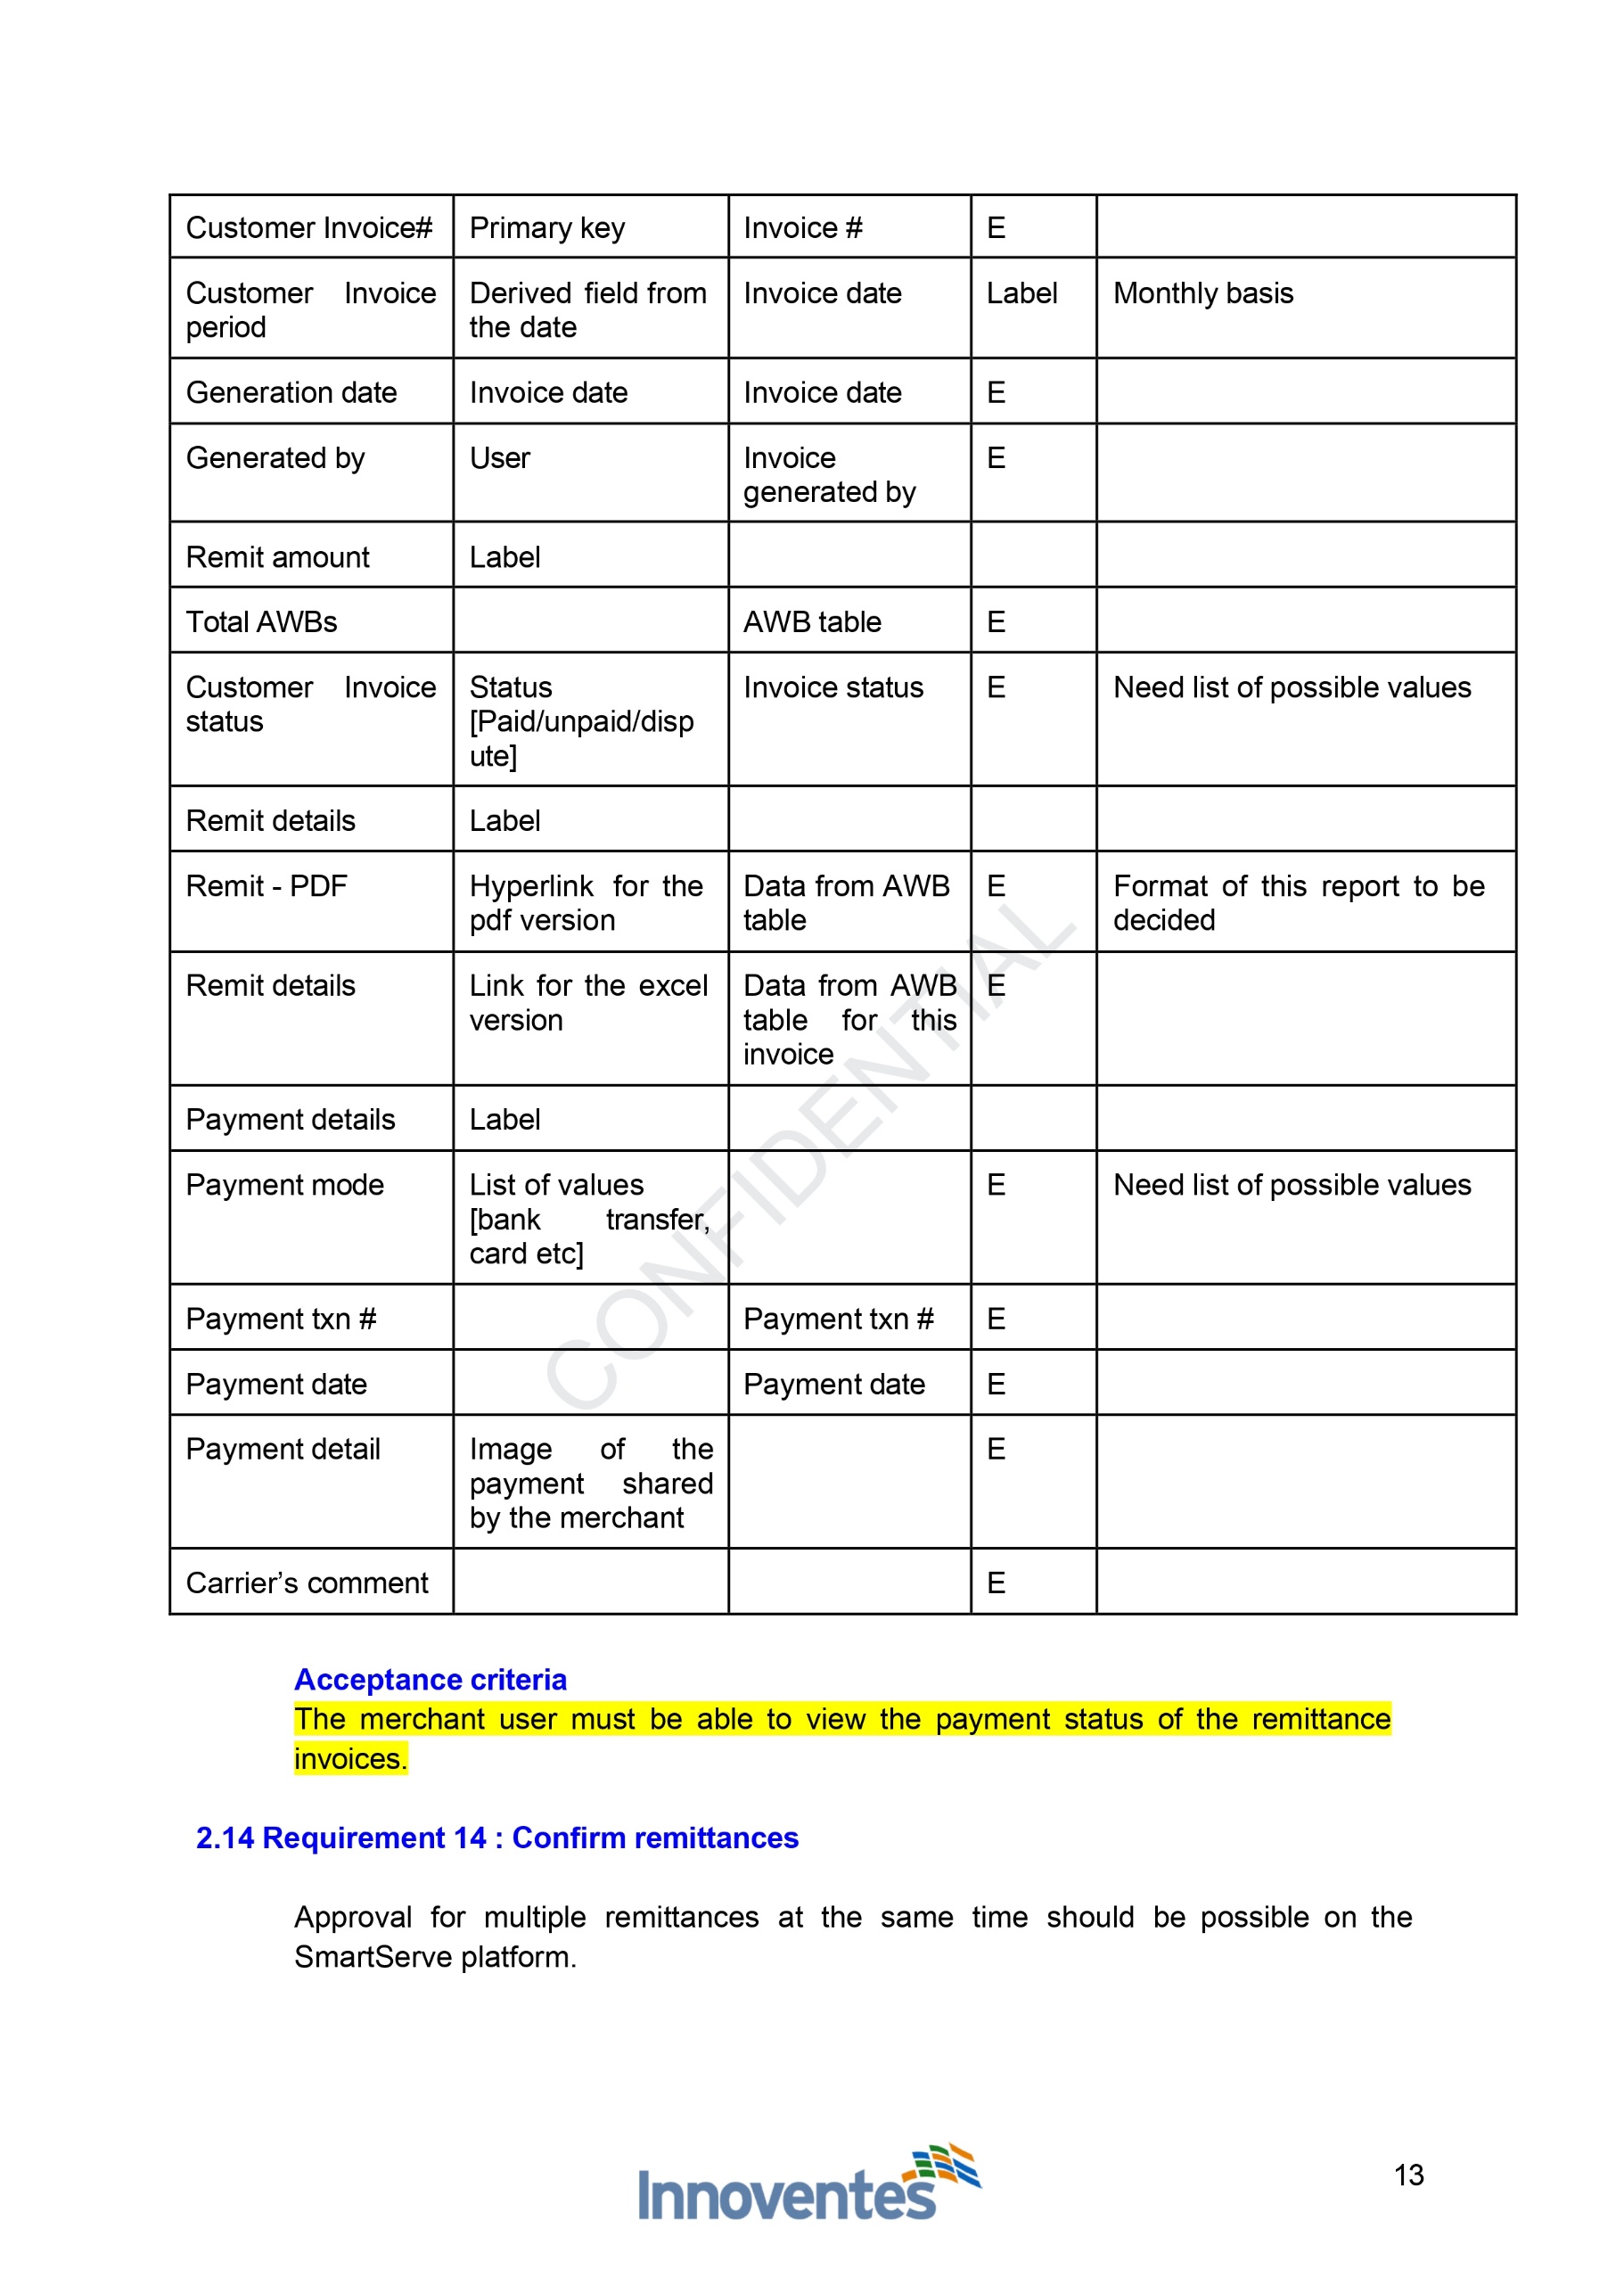 Customer Invoice# Primary key Invoice # E
Customer Invoice Derived field from Invoice date Label Monthly basis
period the date
Generation date Invoice date Invoice date E
Generated by User Invoice E
generated by
Remit amount Label
Total AWBs AWB table E
Customer Invoice Status Invoice status E Need list of possible values
status [Paid/unpaid/disp
ute]
Remit details Label
Remit - PDF Hyperlink for the Data from AWB E Format of this report to be
pdf version table decided
Remit details Link for the excel Data from AWB E
version table for this
invoice
Payment details Label
Payment mode List of values E Need list of possible values
[bank transfer,
card etc]
Payment txn # Payment txn # E
Payment date Payment date E
Payment detail Image of the E
payment shared
by the merchant
Carrier’s comment E
CONFIDENTIAL
Acceptance criteria
The merchant user must be able to view the payment status of the remittance
invoices.
2.14 Requirement 14 : Confirm remittances
Approval for multiple remittances at the same time should be possible on the
SmartServe platform.
Innoventes
13